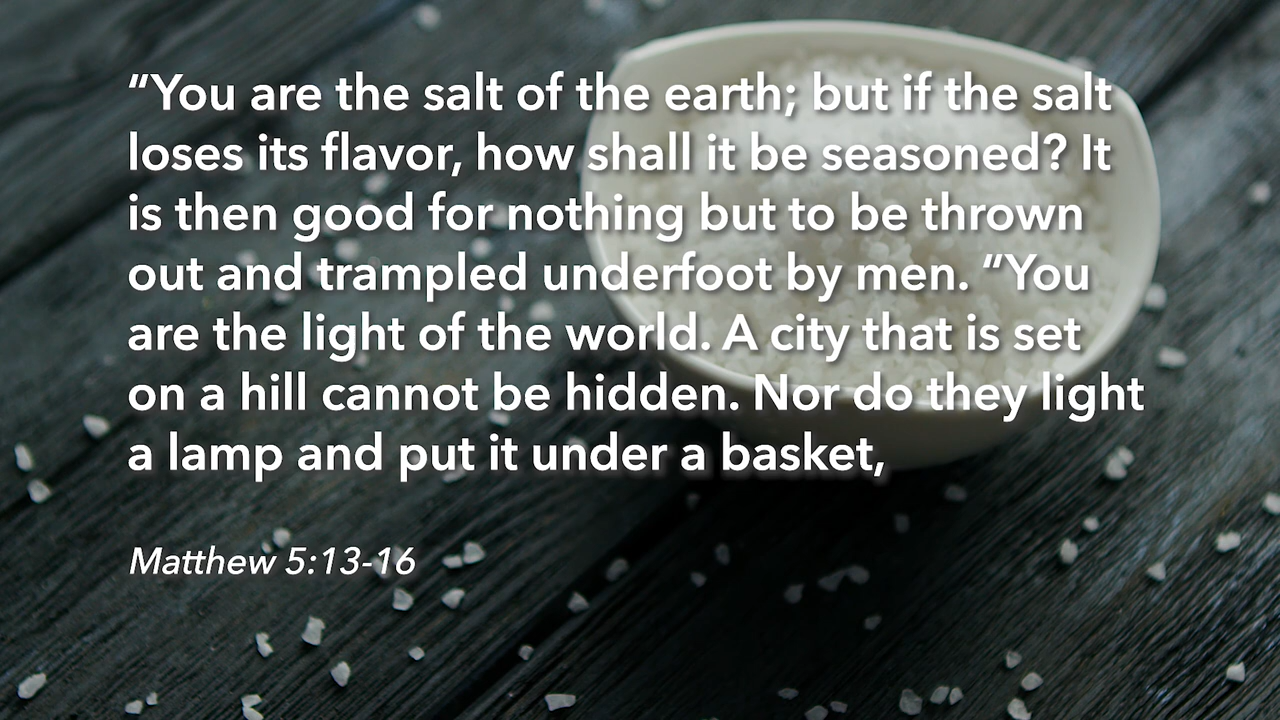 “You are the salt of the earth; but if the salt
loses its flavor, how shall it be seasoned? It
is then good for nothing but to be thrown
out and trampled underfoot by men. “You
are the light of the world. A city that is set
on a hill cannot be hidden. Nor do they light
a lamp and put it under a basket,
Matthew 5:13-16